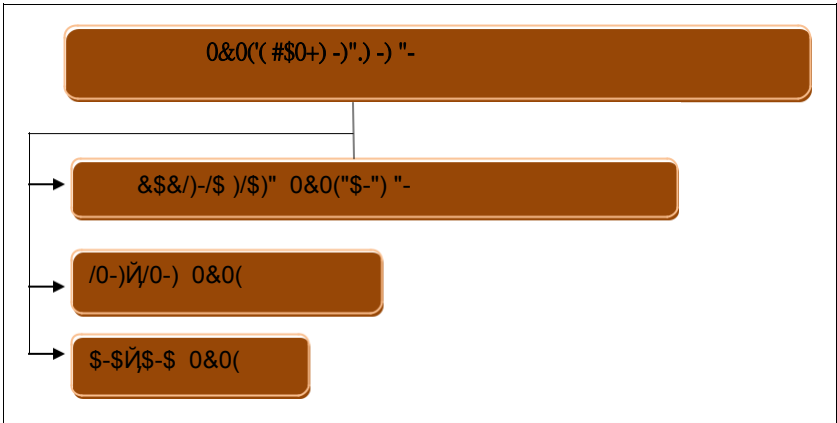 0&0('( #$0+) -)".) -) "-
&$&/)-/$ )/$)" 0&0("$-") "-
/0-)Й/0-) 0&0(
$-$Й$-$ 0&0(